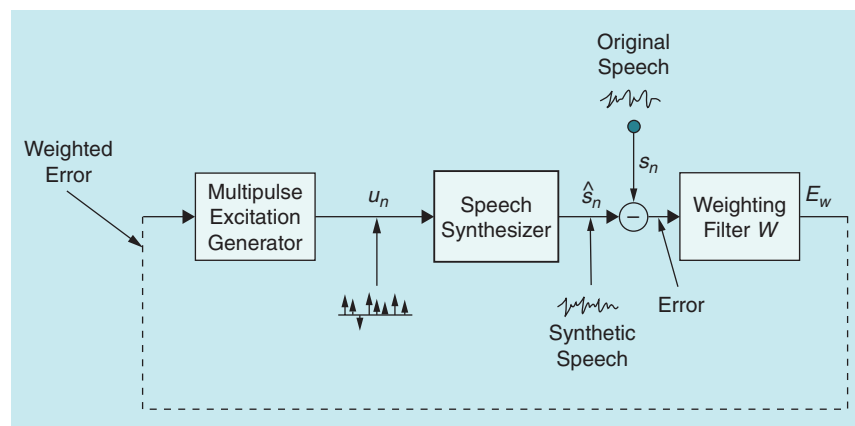 Original
Speech
Weighted
Error
s_n
Multipulse
Excitation
Generator
u_n
Speech
Synthesizer
ŝ_n
−
Weighting
Filter W
E_w
Error
Synthetic
Speech